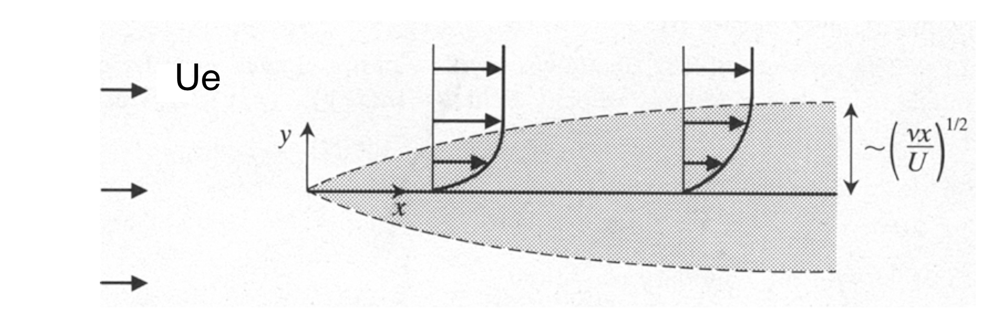 Ue
y
x
~(νx/U)^1/2